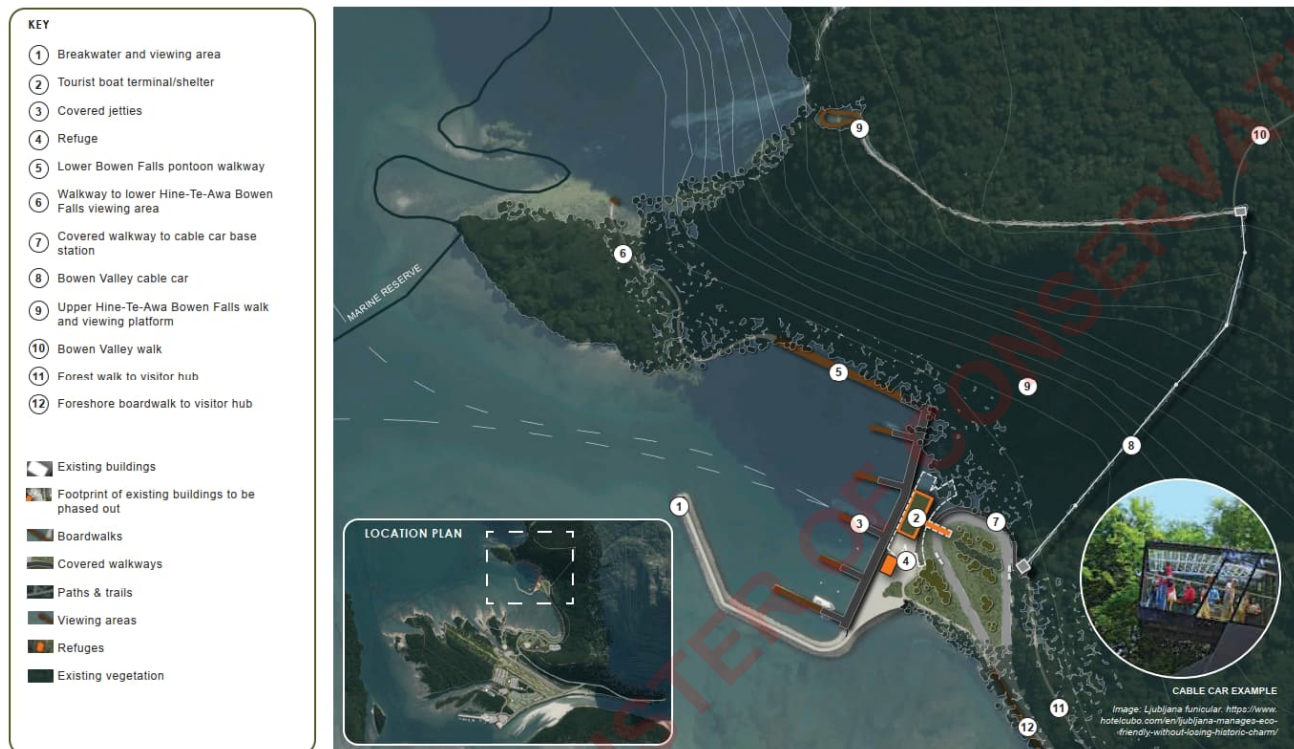 KEY
1 Breakwater and viewing area
2 Tourist boat terminal/shelter
3 Covered jetties
4 Refuge
5 Lower Bowen Falls pontoon walkway
6 Walkway to lower Hine-Te-Awa Bowen
Falls viewing area
7 Covered walkway to cable car base
station
8 Bowen Valley cable car
9 Upper Hine-Te-Awa Bowen Falls walk
and viewing platform
10 Bowen Valley walk
11 Forest walk to visitor hub
12 Foreshore boardwalk to visitor hub
Existing buildings
Footprint of existing buildings to be
phased out
Boardwalks
Covered walkways
Paths & trails
Viewing areas
Refuges
Existing vegetation
9
10
6
MARINE RESERVE
5
9
8
1
3
2
7
4
LOCATION PLAN
11
12
CABLE CAR EXAMPLE
Image: Ljubljana funicular. https://www.
hotelcubo.com/en/ljubljana-manages-eco-
friendly-without-losing-historic-charm/
STER OF CONSERVAT